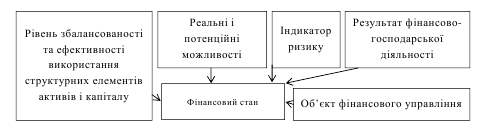 Рівень збалансованості
та ефективності
використання
структурних елементів
активів і капіталу
Реальні і
потенційні
можливості
Індикатор
ризику
Результат фінансово-
господарської
діяльності
Фінансовий стан
Об’єкт фінансового управління